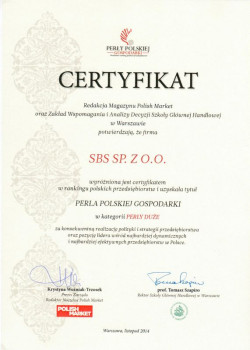 PERŁY POLSKIEJ
GOSPODARKI
CERTYFIKAT
Redakcja Magazynu Polish Market
oraz Zakład Wspomagania i Analizy Decyzji Szkoły Głównej Handlowej
w Warszawie
potwierdzają, że firma
SBS SP. Z O.O.
wyróżniona jest certyfikatem
w rankingu polskich przedsiębiorstw i uzyskała tytuł
PERŁA POLSKIEJ GOSPODARKI
w kategorii PERŁY DUŻE
za konsekwentną realizację polityki i strategii przedsiębiorstwa
oraz pozycję lidera wśród najbardziej dynamicznych
i najbardziej efektywnych przedsiębiorstw w Polsce.
Krystyna Woźniak-Trzosek
Prezes Zarządu
Redaktor Naczelny Polish Market
prof. Tomasz Szapiro
Rektor Szkoły Głównej Handlowej w Warszawie
POLISH
MARKET
Warszawa, listopad 2014